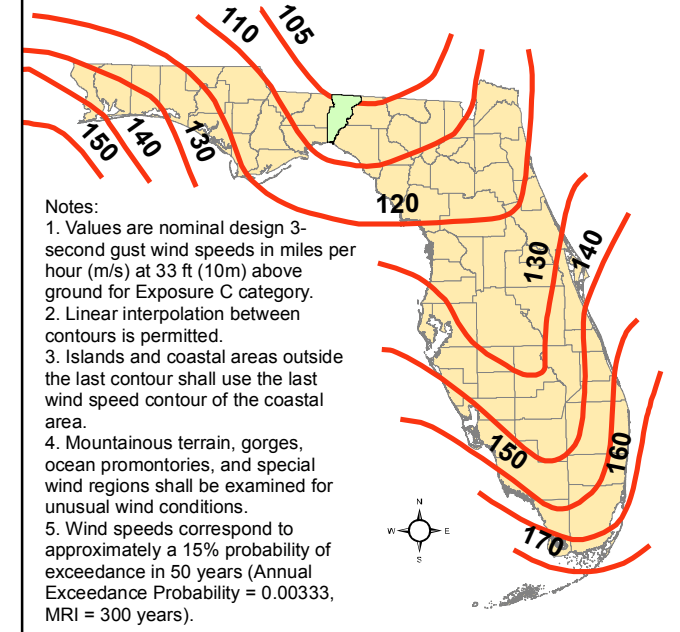 105
110
150
140
130
120
130
140
150
160
170
N
W
E
S
Notes:
1. Values are nominal design 3-
second gust wind speeds in miles per
hour (m/s) at 33 ft (10m) above
ground for Exposure C category.
2. Linear interpolation between
contours is permitted.
3. Islands and coastal areas outside
the last contour shall use the last
wind speed contour of the coastal
area.
4. Mountainous terrain, gorges,
ocean promontories, and special
wind regions shall be examined for
unusual wind conditions.
5. Wind speeds correspond to
approximately a 15% probability of
exceedance in 50 years (Annual
Exceedance Probability = 0.00333,
MRI = 300 years).